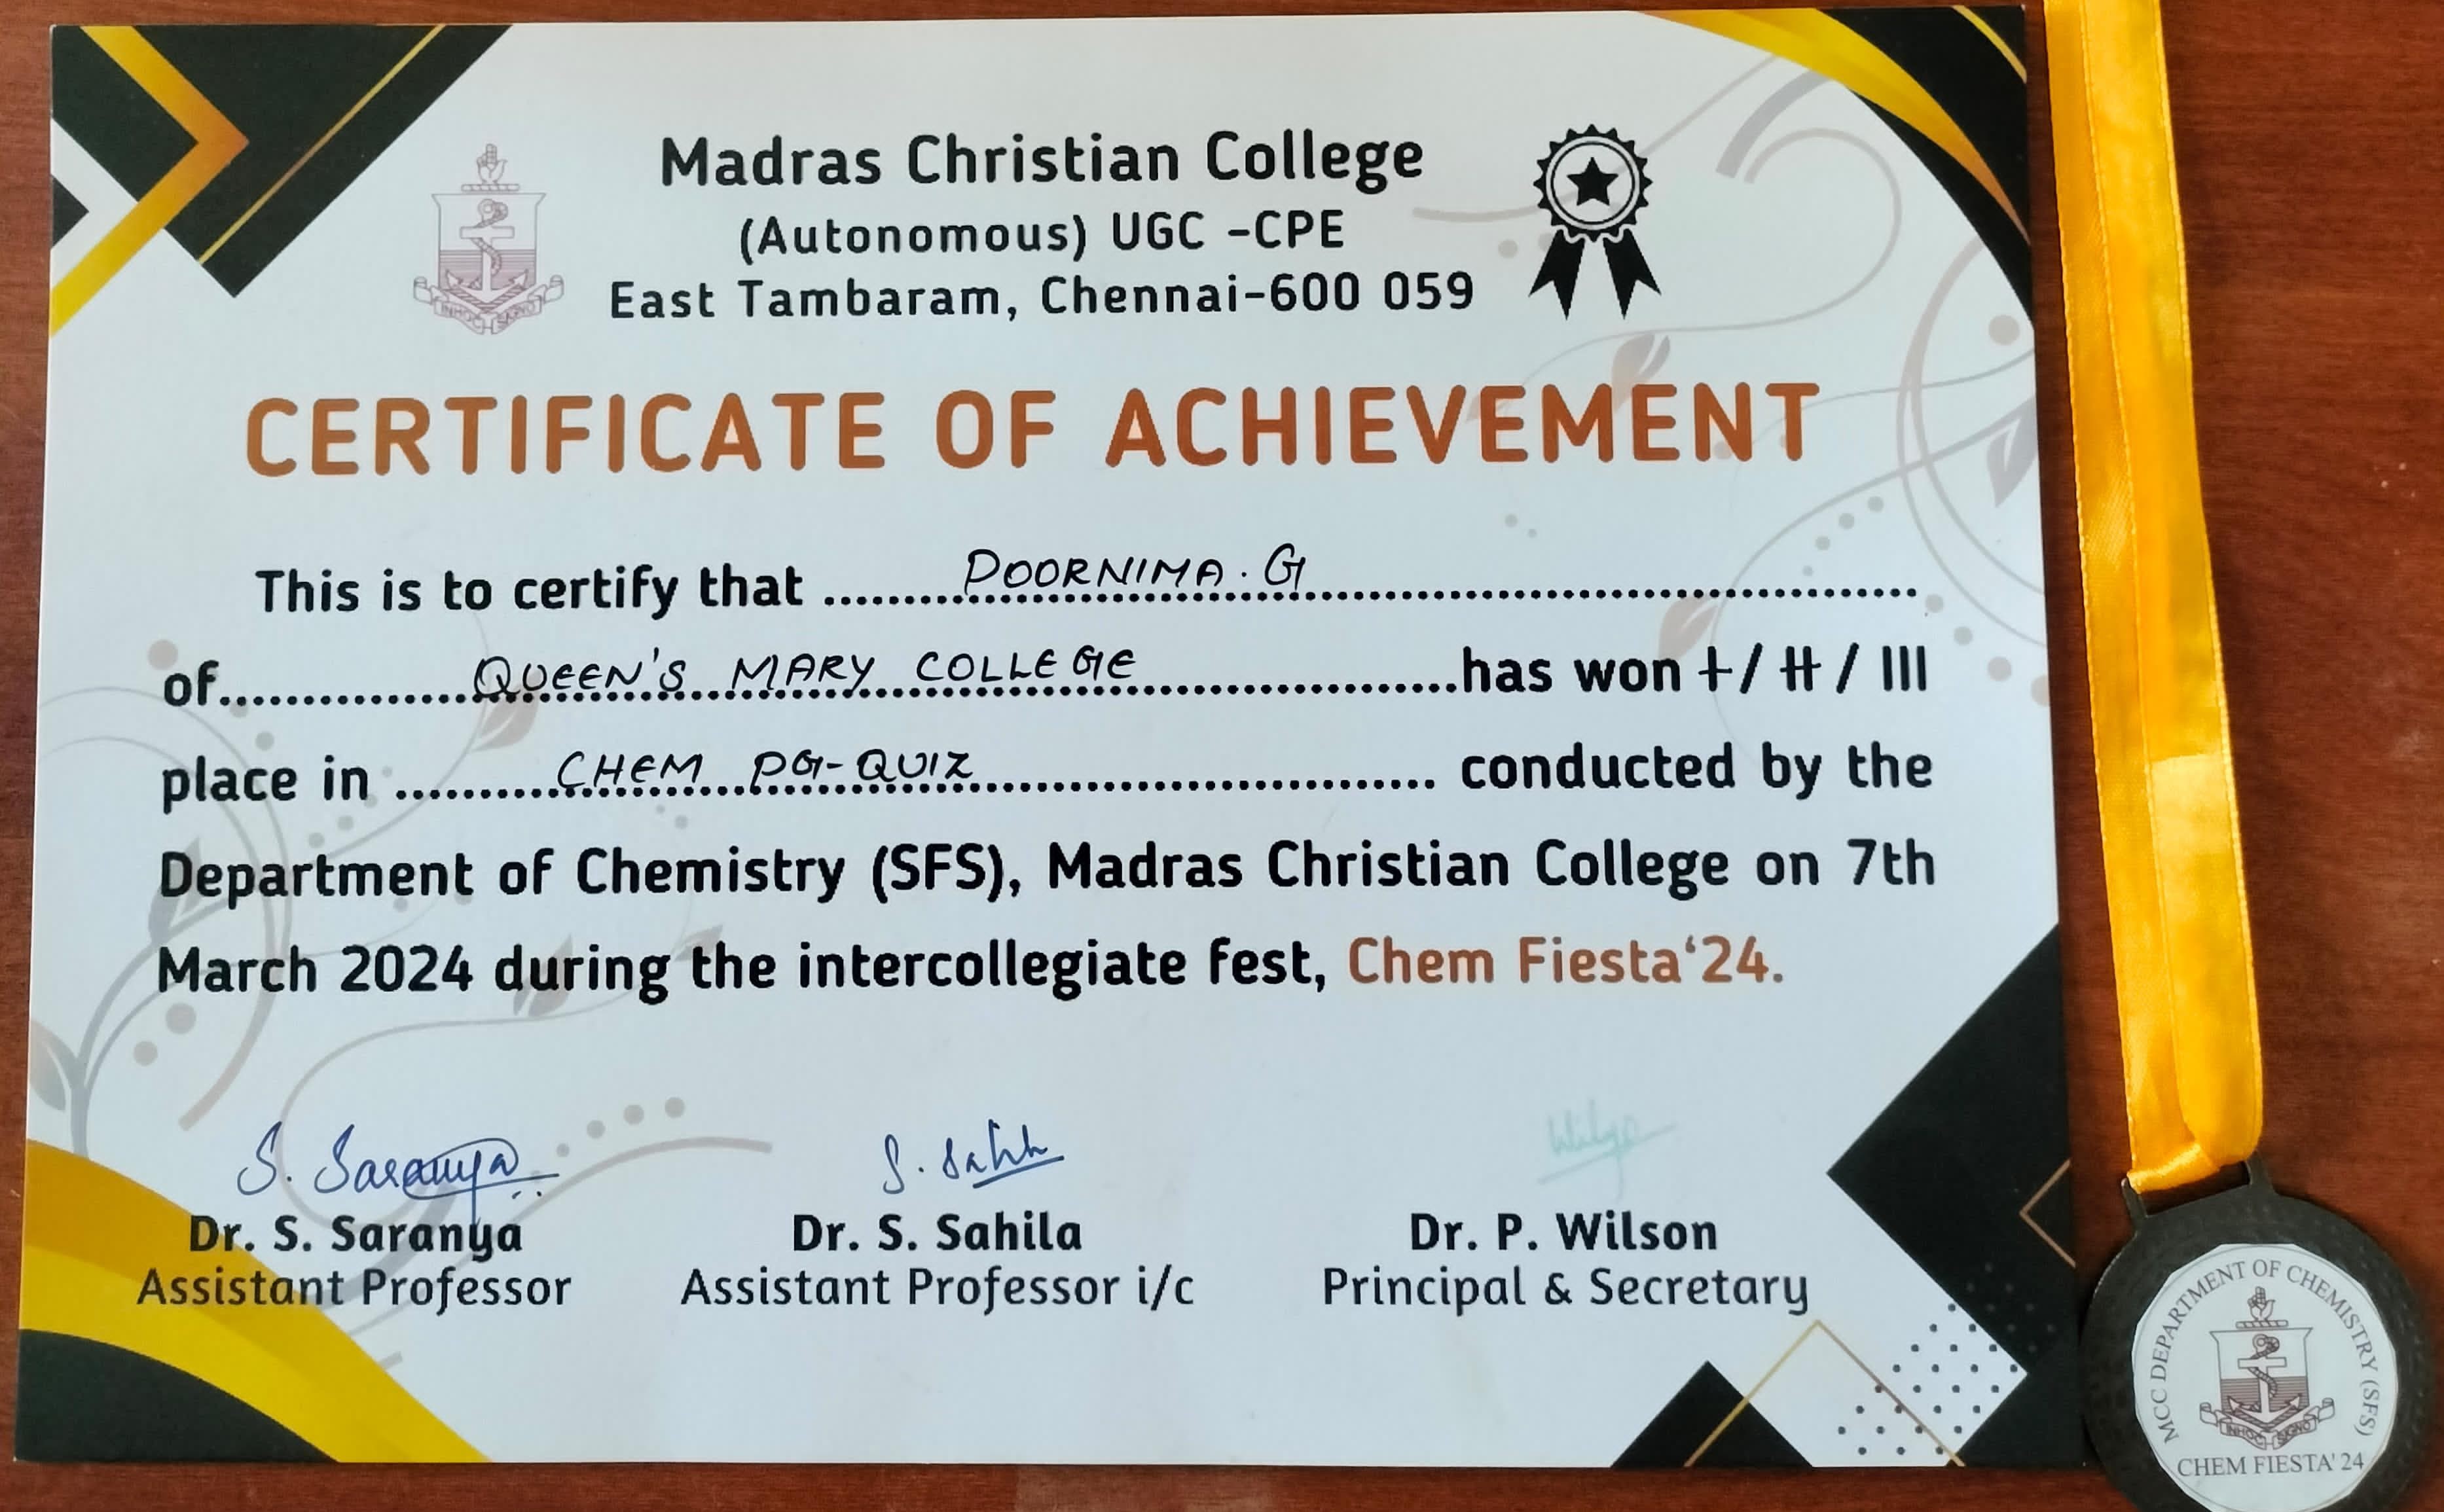 Madras Christian College
(Autonomous) UGC -CPE
East Tambaram, Chennai-600 059
CERTIFICATE OF ACHIEVEMENT
This is to certify that ........POORNIMA. G........
of........QUEEN'S MARY COLLEGE........has won I / II / III
place in ........CHEM PG-QUIZ........ conducted by the
Department of Chemistry (SFS), Madras Christian College on 7th
March 2024 during the intercollegiate fest, Chem Fiesta‘24.
S. Saranya
S. Sahila
Dr. S. Saranya
Assistant Professor
Dr. S. Sahila
Assistant Professor i/c
Dr. P. Wilson
Principal & Secretary
MCC DEPARTMENT OF CHEMISTRY (SFS)
CHEM FIESTA' 24